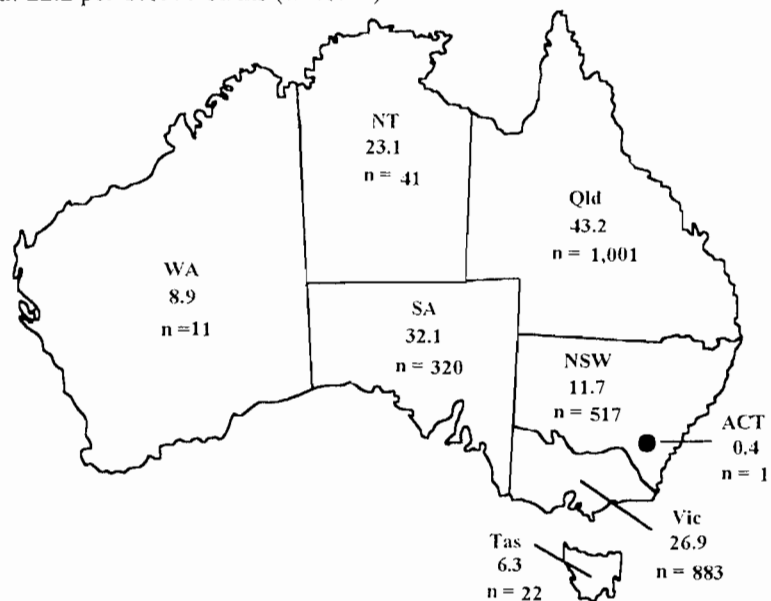 NT
23.1
n = 41
Qld
43.2
n = 1,001
WA
8.9
n =11
SA
32.1
n = 320
NSW
11.7
n = 517
ACT
0.4
n = 1
Vic
26.9
n = 883
Tas
6.3
n = 22